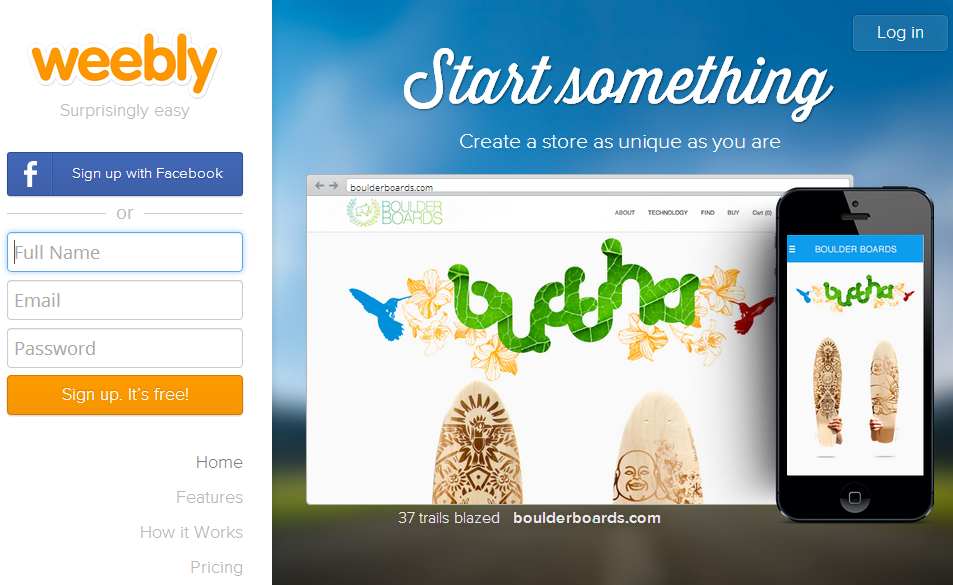 weebly
Surprisingly easy
f Sign up with Facebook
or
Full Name
Email
Password
Sign up. It's free!
Home
Features
How it Works
Pricing
Log in
Start something
Create a store as unique as you are
boulderboards.com
BOULDER
BOARDS
ABOUT TECHNOLOGY FIND BUY Cart (0)
buddha
BOULDER BOARDS
buddha
37 trails blazed boulderboards.com